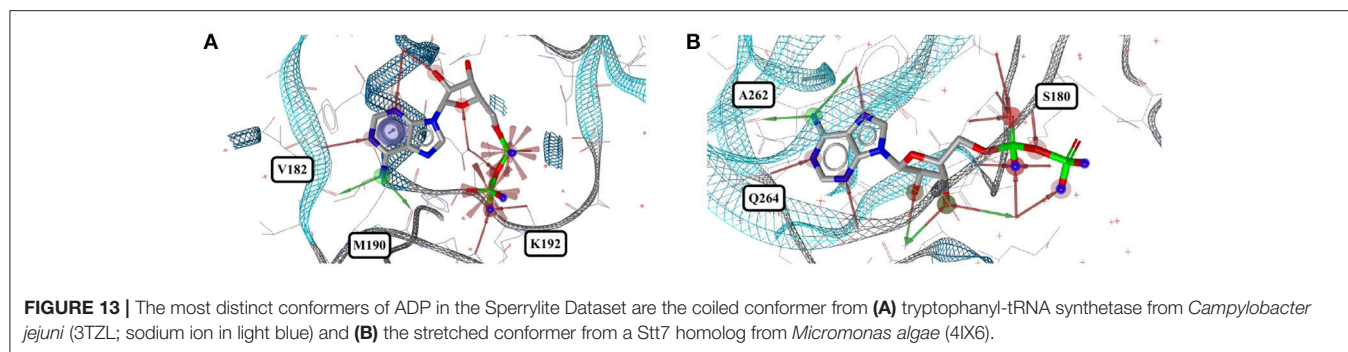 A
B
V182
M190
K192
A262
Q264
S180
FIGURE 13 | The most distinct conformers of ADP in the Sperrylite Dataset are the coiled conformer from (A) tryptophanyl-tRNA synthetase from Campylobacter
jejuni (3TZL; sodium ion in light blue) and (B) the stretched conformer from a Stt7 homolog from Micromonas algae (4IX6).